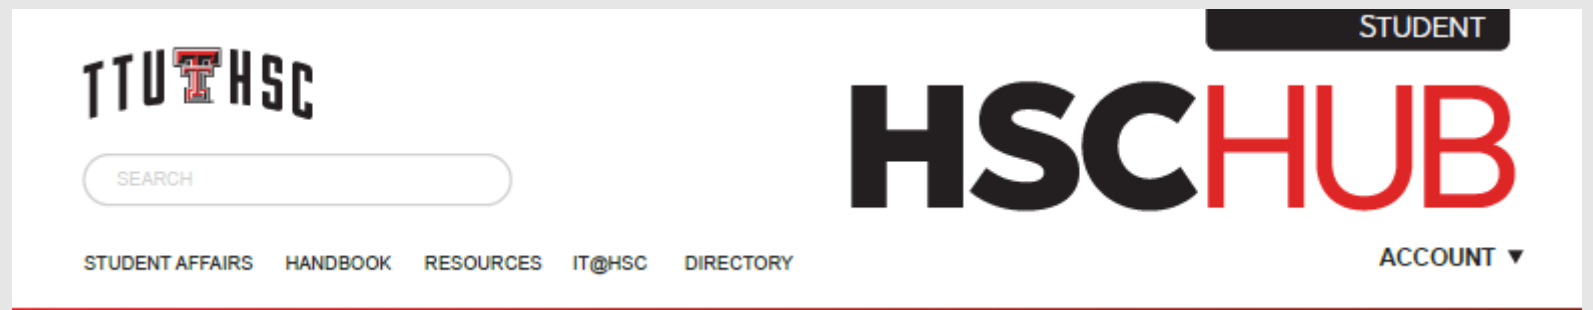 STUDENT
TTU HSC
HSCHUB
SEARCH
STUDENT AFFAIRS HANDBOOK RESOURCES IT@HSC DIRECTORY
ACCOUNT ▼